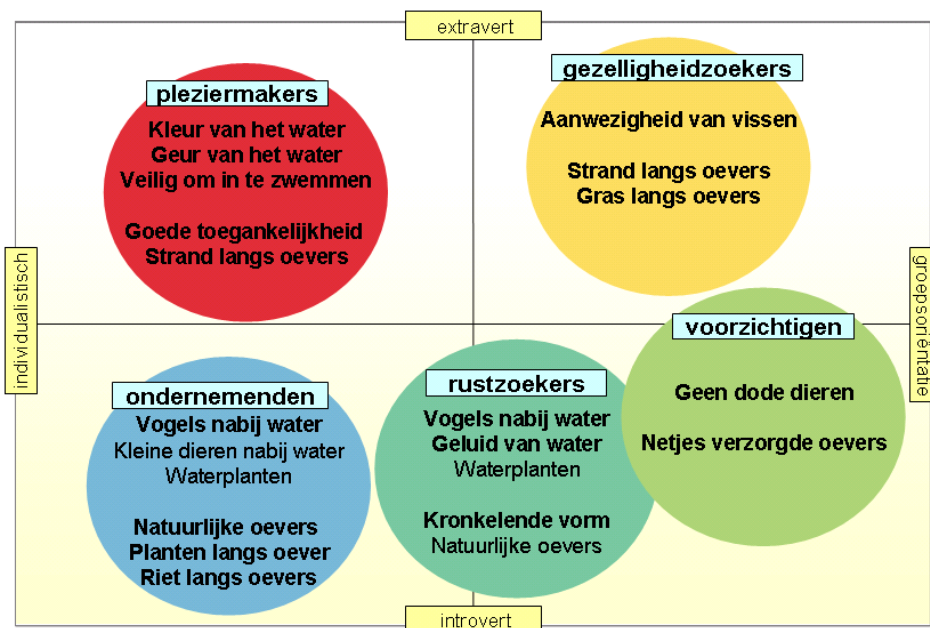 extravert
gezelligheidzoekers
pleziermakers
Kleur van het water
Geur van het water
Veilig om in te zwemmen
Goede toegankelijkheid
Strand langs oevers
Aanwezigheid van vissen
Strand langs oevers
Gras langs oevers
individualistisch
groepsoriëntatie
voorzichtigen
Geen dode dieren
Netjes verzorgde oevers
ondernemenden
Vogels nabij water
Kleine dieren nabij water
Waterplanten
Natuurlijke oevers
Planten langs oever
Riet langs oevers
rustzoekers
Vogels nabij water
Geluid van water
Waterplanten
Kronkelende vorm
Natuurlijke oevers
introvert